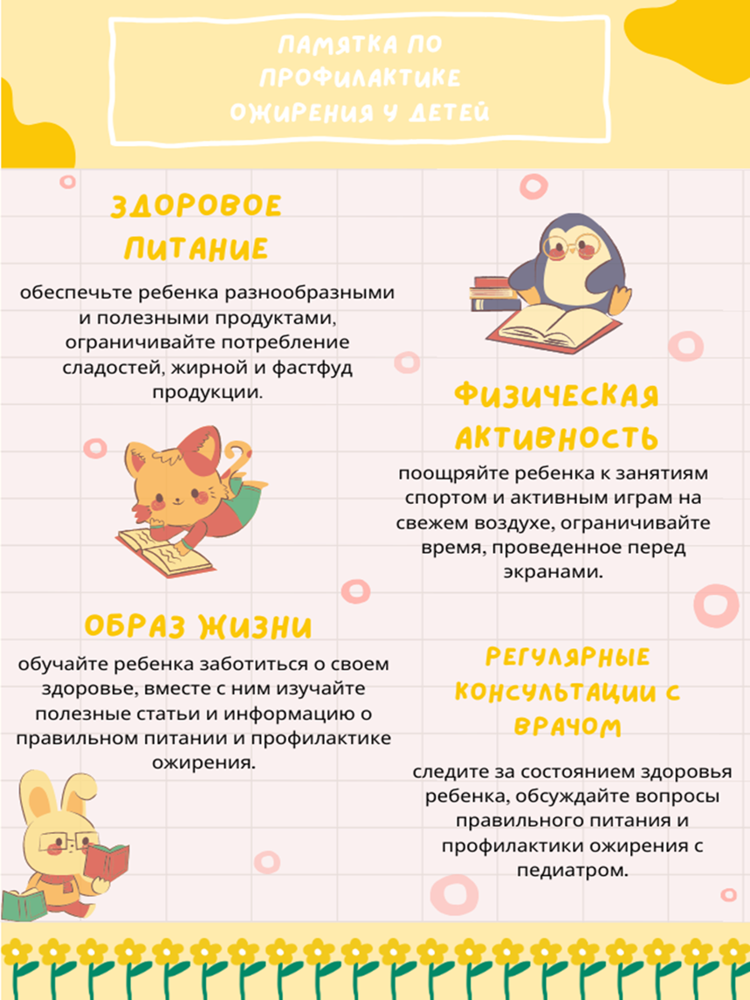 ПАМЯТКА ПО
ПРОФИЛАКТИКЕ
ОЖИРЕНИЯ У ДЕТЕЙ
ЗДОРОВОЕ
ПИТАНИЕ
обеспечьте ребенка разнообразными
и полезными продуктами,
ограничивайте потребление
сладостей, жирной и фастфуд
продукции.
ФИЗИЧЕСКАЯ
АКТИВНОСТЬ
поощряйте ребенка к занятиям
спортом и активным играм на
свежем воздухе, ограничивайте
время, проведенное перед
экранами.
ОБРАЗ ЖИЗНИ
обучайте ребенка заботиться о своем
здоровье, вместе с ним изучайте
полезные статьи и информацию о
правильном питании и профилактике
ожирения.
РЕГУЛЯРНЫЕ
КОНСУЛЬТАЦИИ С
ВРАЧОМ
следите за состоянием здоровья
ребенка, обсуждайте вопросы
правильного питания и
профилактики ожирения с
педиатром.